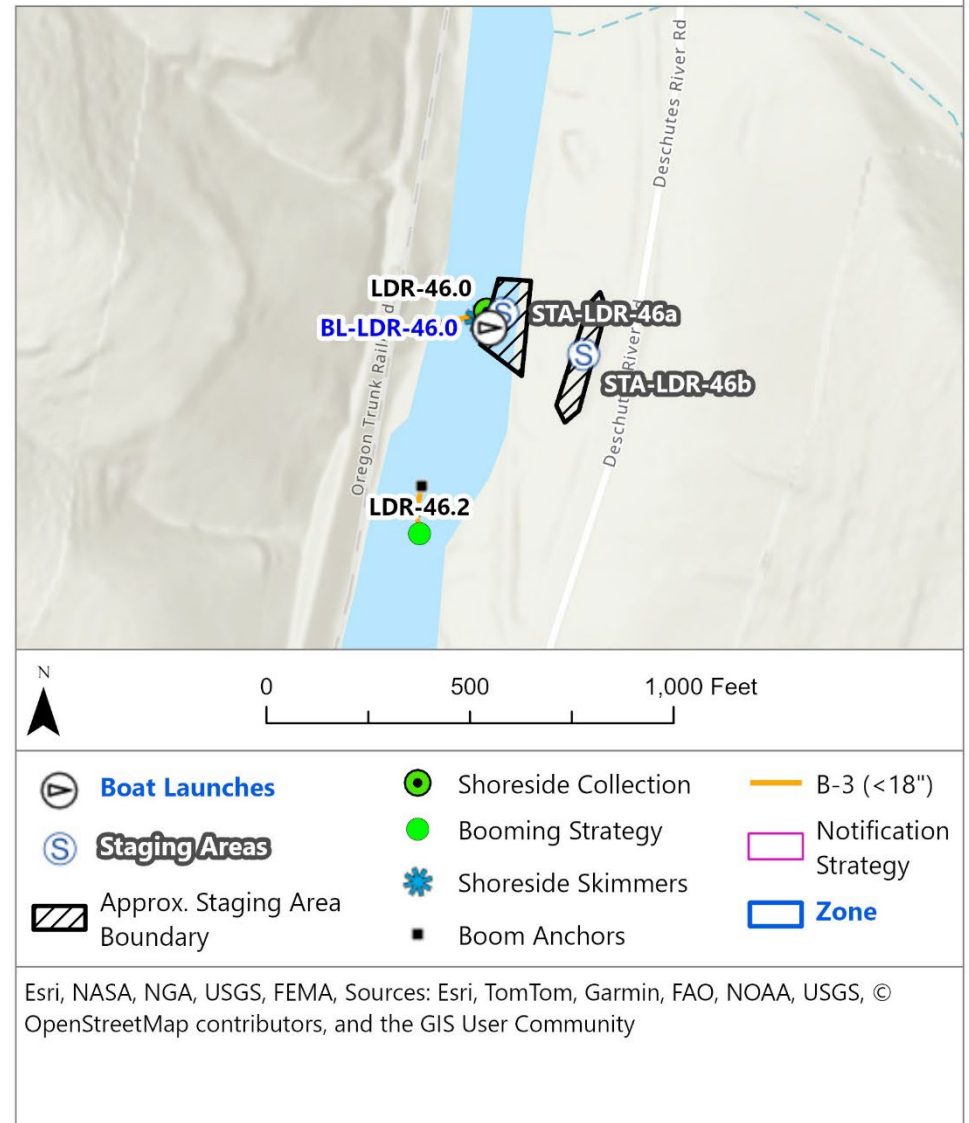 Deschutes River Rd
LDR-46.0
BL-LDR-46.0
STA-LDR-46a
STA-LDR-46b
Deschutes River Rd
Oregon Trunk Rail
LDR-46.2
N
0 500 1,000 Feet
Boat Launches
Staging Areas
Approx. Staging Area
Boundary
Shoreside Collection
Booming Strategy
Shoreside Skimmers
Boom Anchors
B-3 (<18")
Notification
Strategy
Zone
Esri, NASA, NGA, USGS, FEMA, Sources: Esri, TomTom, Garmin, FAO, NOAA, USGS, ©
OpenStreetMap contributors, and the GIS User Community